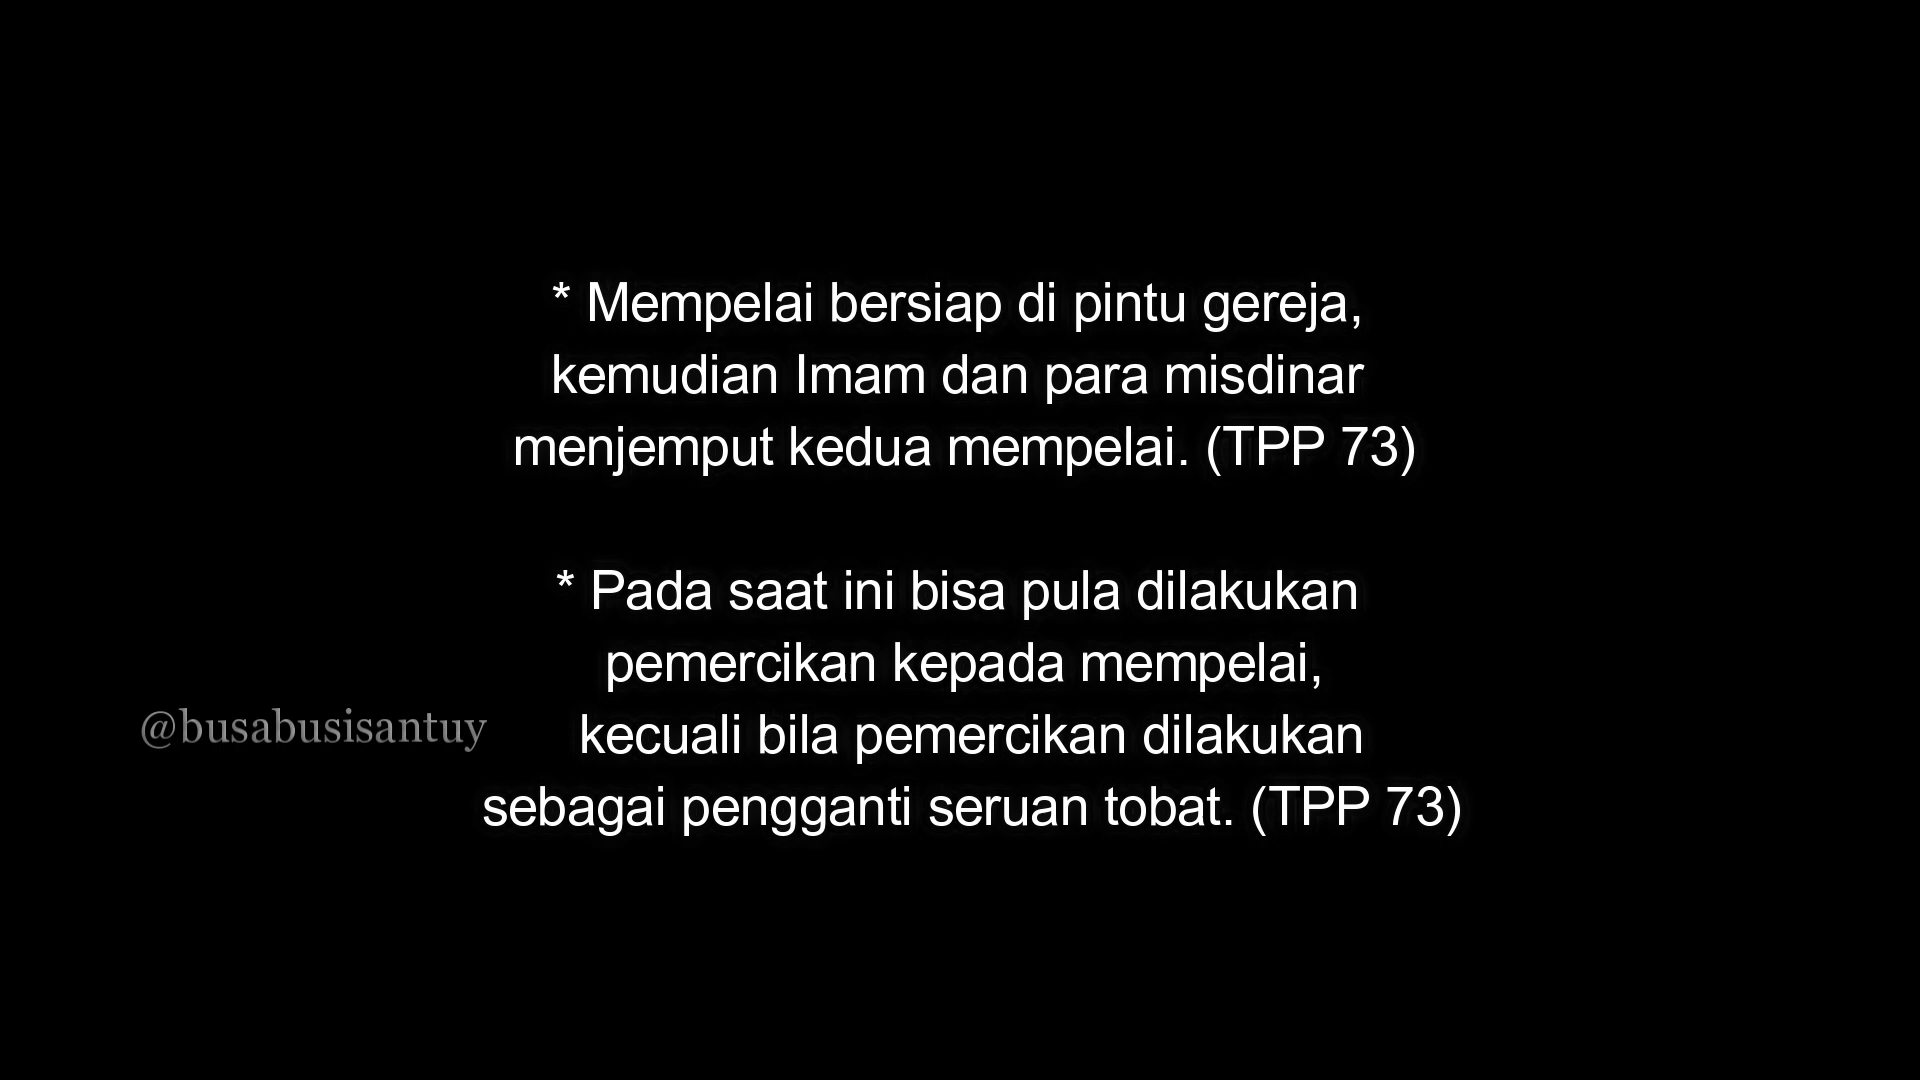 * Mempelai bersiap di pintu gereja,
kemudian Imam dan para misdinar
menjemput kedua mempelai. (TPP 73)
* Pada saat ini bisa pula dilakukan
pemercikan kepada mempelai,
kecuali bila pemercikan dilakukan
sebagai pengganti seruan tobat. (TPP 73)
@busabusisantuy